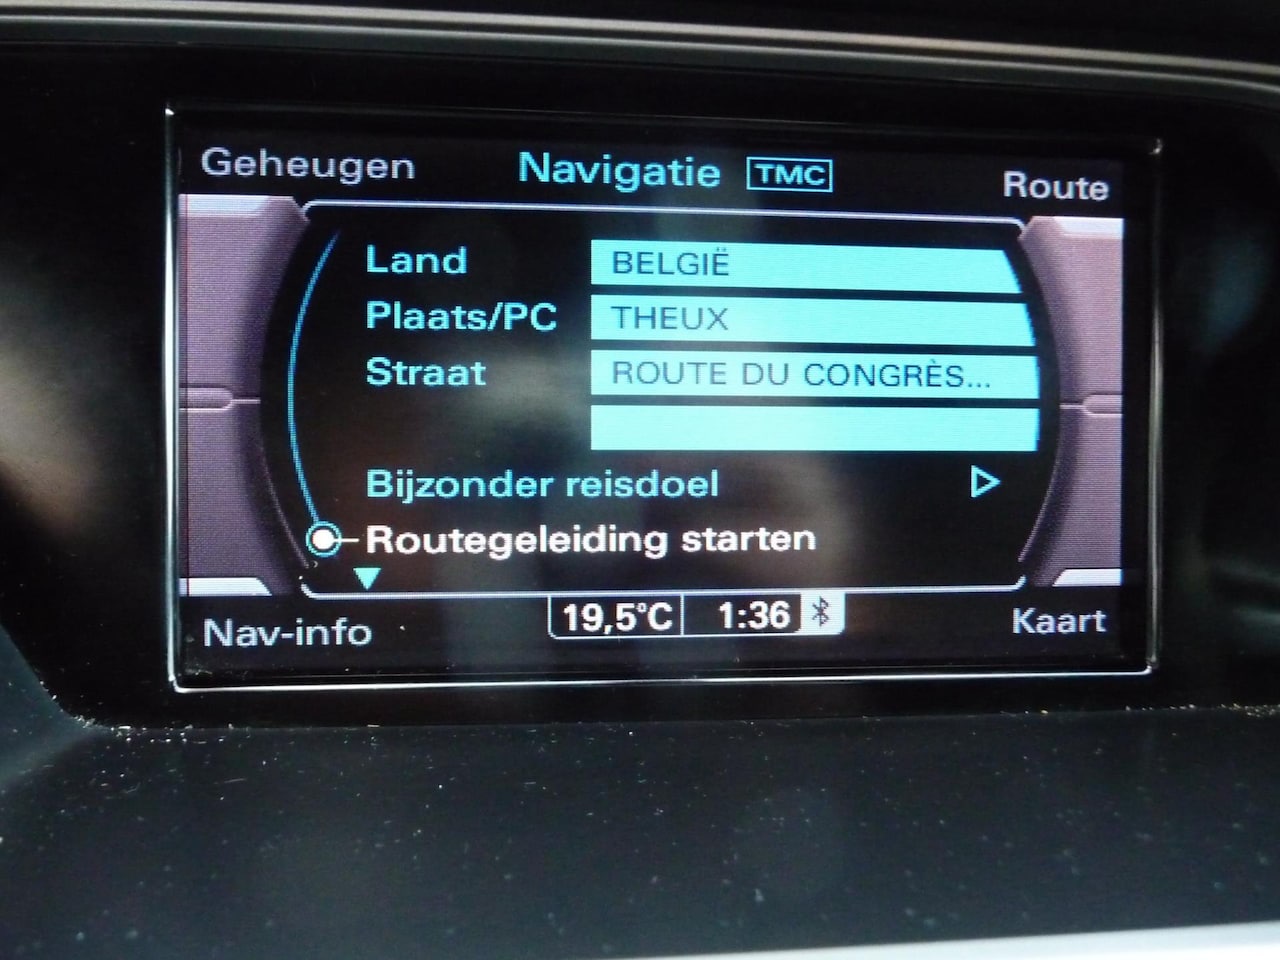 Geheugen Navigatie TMC Route
Land BELGIË
Plaats/PC THEUX
Straat ROUTE DU CONGRÈS...
Bijzonder reisdoel
Routegeleiding starten
Nav-info 19,5°C 1:36 Kaart